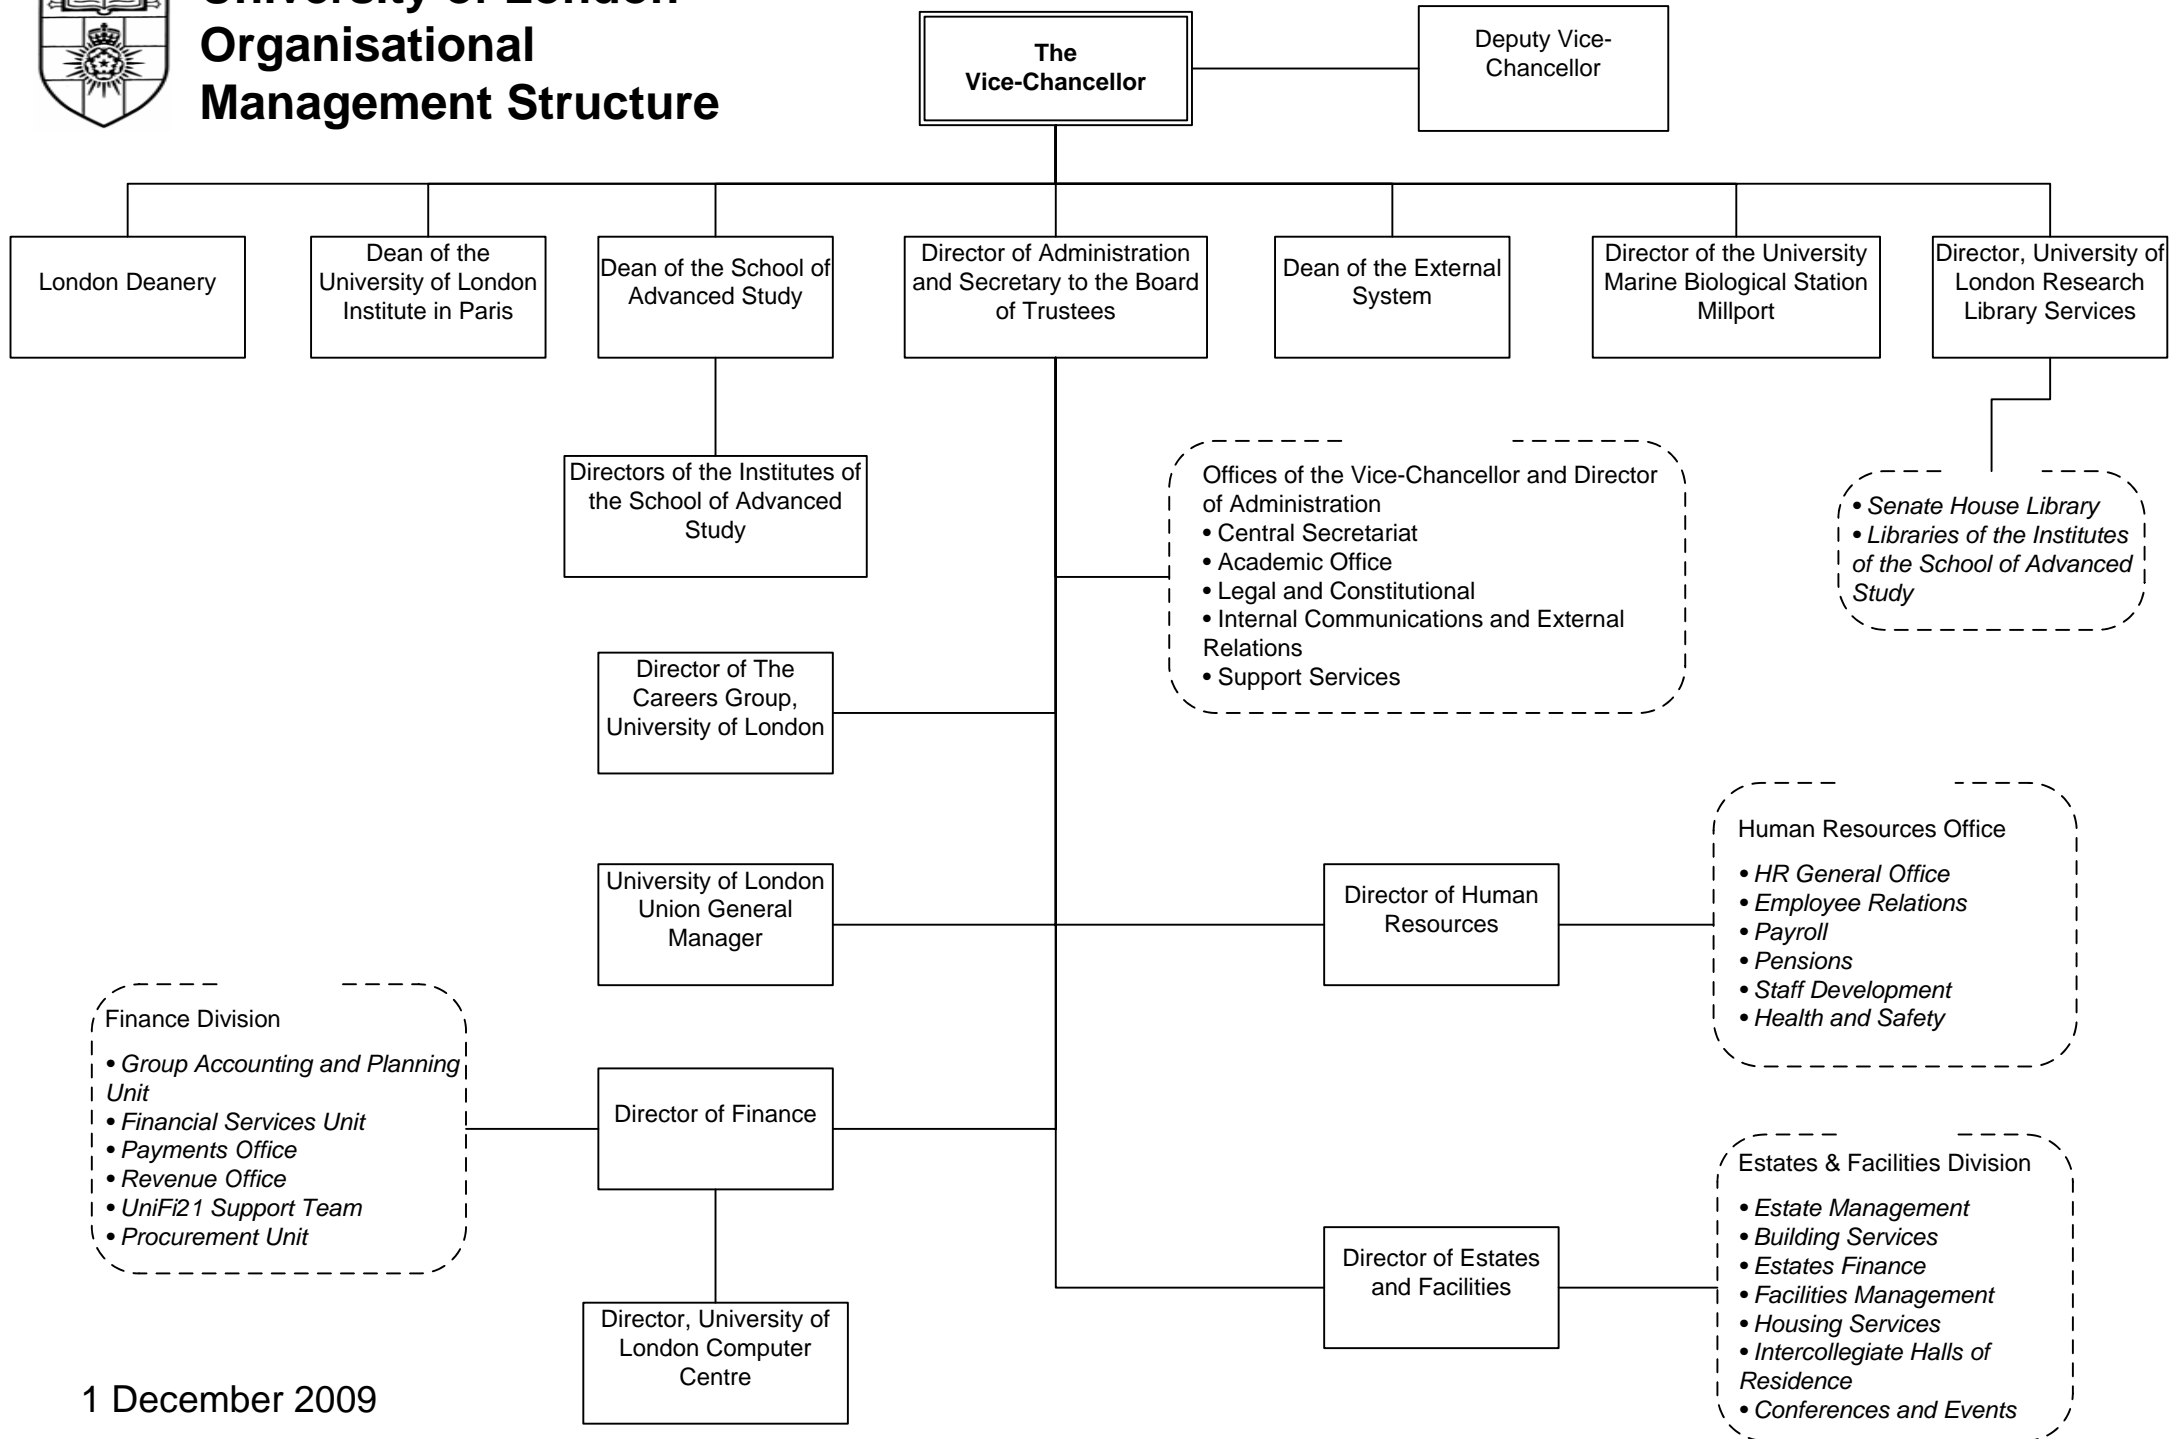 University of London
Organisational
Management Structure
The
Vice-Chancellor
Deputy Vice-
Chancellor
London Deanery
Dean of the
University of London
Institute in Paris
Dean of the School of
Advanced Study
Director of Administration
and Secretary to the Board
of Trustees
Dean of the External
System
Director of the University
Marine Biological Station
Millport
Director, University of
London Research
Library Services
Directors of the Institutes of
the School of Advanced
Study
Offices of the Vice-Chancellor and Director
of Administration
• Central Secretariat
• Academic Office
• Legal and Constitutional
• Internal Communications and External
Relations
• Support Services
• Senate House Library
• Libraries of the Institutes
of the School of Advanced
Study
Director of The
Careers Group,
University of London
University of London
Union General
Manager
Director of Human
Resources
Human Resources Office
• HR General Office
• Employee Relations
• Payroll
• Pensions
• Staff Development
• Health and Safety
Finance Division
• Group Accounting and Planning
Unit
• Financial Services Unit
• Payments Office
• Revenue Office
• UniFi21 Support Team
• Procurement Unit
Director of Finance
Director of Estates
and Facilities
Estates & Facilities Division
• Estate Management
• Building Services
• Estates Finance
• Facilities Management
• Housing Services
• Intercollegiate Halls of
Residence
• Conferences and Events
Director, University of
London Computer
Centre
1 December 2009